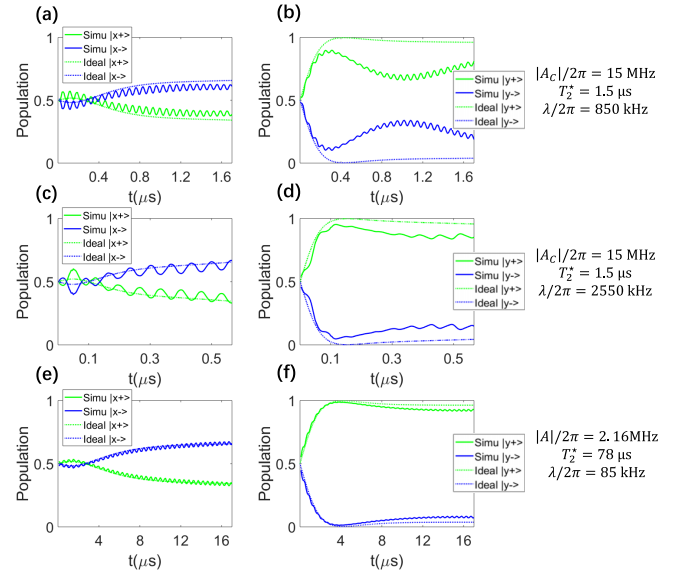 (a)
(b)
Simu |x+>
Simu |x->
Ideal |x+>
Ideal |x->
1
0.5
0
Population
0.4 0.8 1.2 1.6
t(μs)
1
0.5
0
Population
Simu |y+>
Simu |y->
Ideal |y+>
Ideal |y->
0.4 0.8 1.2 1.6
t(μs)
|A_C|/2π = 15 MHz
T_2^⋆ = 1.5 μs
λ/2π = 850 kHz
(c)
(d)
Simu |x+>
Simu |x->
Ideal |x+>
Ideal |x->
1
0.5
0
Population
0.1 0.3 0.5
t(μs)
1
0.5
0
Population
Simu |y+>
Simu |y->
Ideal |y+>
Ideal |y->
0.1 0.3 0.5
t(μs)
|A_C|/2π = 15 MHz
T_2^⋆ = 1.5 μs
λ/2π = 2550 kHz
(e)
(f)
Simu |x+>
Simu |x->
Ideal |x+>
Ideal |x->
1
0.5
0
Population
4 8 12 16
t(μs)
1
0.5
0
Population
Simu |y+>
Simu |y->
Ideal |y+>
Ideal |y->
4 8 12 16
t(μs)
|A|/2π = 2.16MHz
T_2^⋆ = 78 μs
λ/2π = 85 kHz